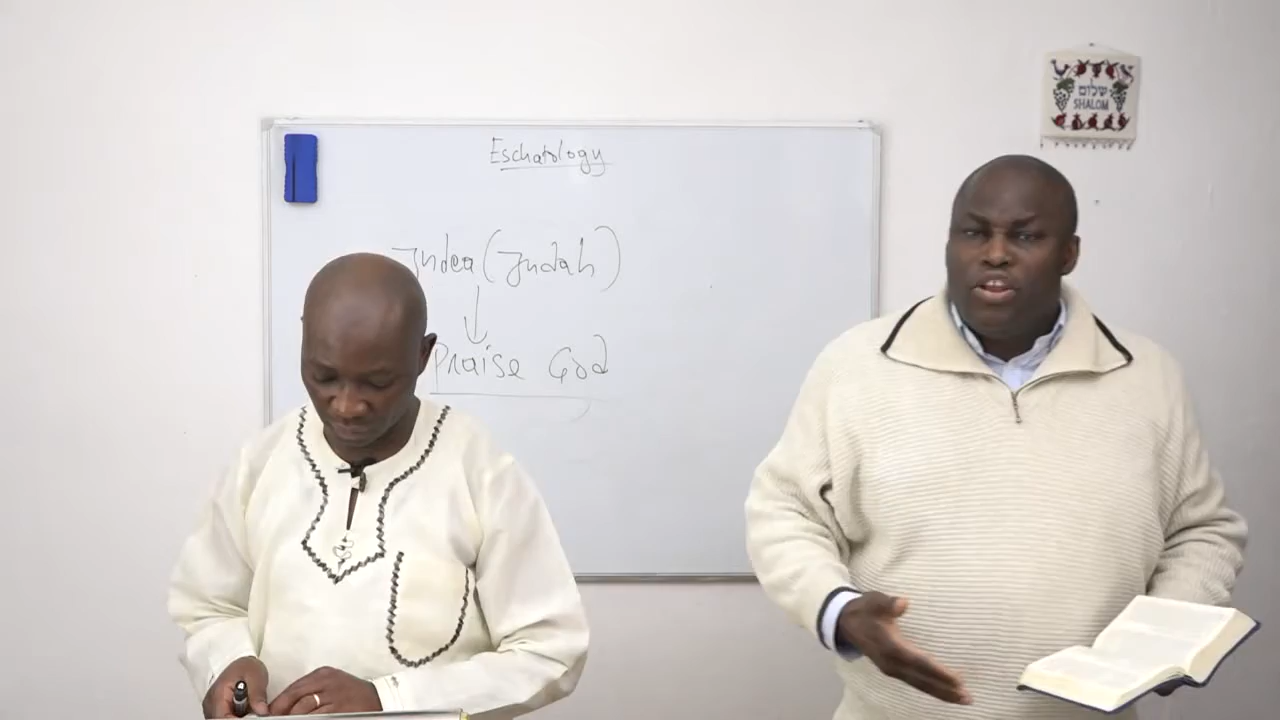 Eschatology
Judea (Judah)
Praise God
שלום
SHALOM